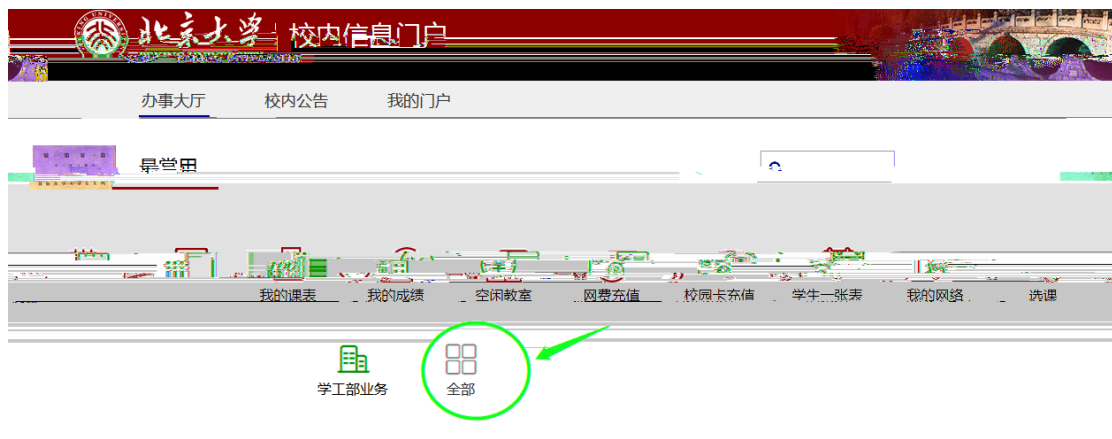 北京大学 校内信息门户
办事大厅 校内公告 我的门户
最常用
我的课表 我的成绩 空闲教室 网费充值 校园卡充值 学生一张表 我的网络 选课
学工部业务 全部